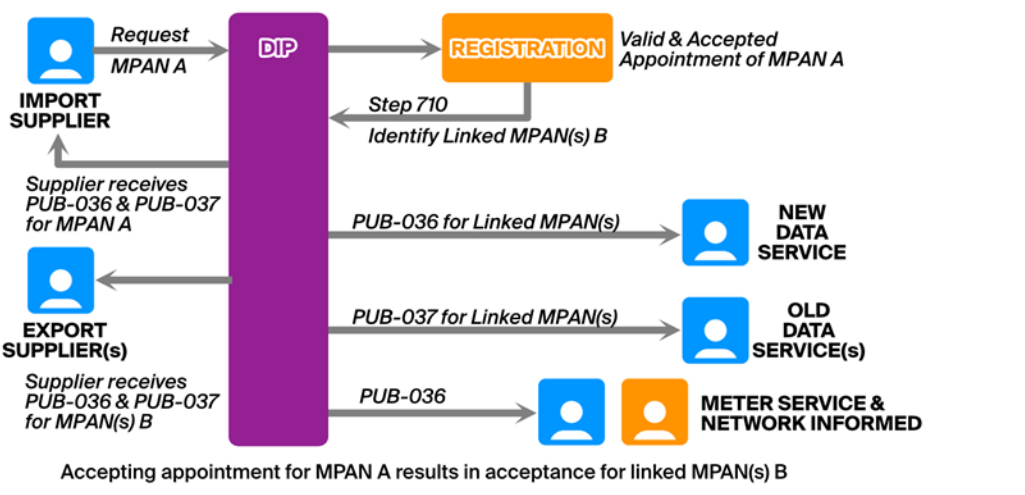 Request
MPAN A
IMPORT
SUPPLIER
DIP
REGISTRATION
Valid & Accepted
Appointment of MPAN A
Step 710
Identify Linked MPAN(s) B
Supplier receives
PUB-036 & PUB-037
for MPAN A
PUB-036 for Linked MPAN(s)
NEW
DATA
SERVICE
EXPORT
SUPPLIER(s)
PUB-037 for Linked MPAN(s)
OLD
DATA
SERVICE(s)
Supplier receives
PUB-036 & PUB-037
for MPAN(s) B
PUB-036
METER SERVICE &
NETWORK INFORMED
Accepting appointment for MPAN A results in acceptance for linked MPAN(s) B